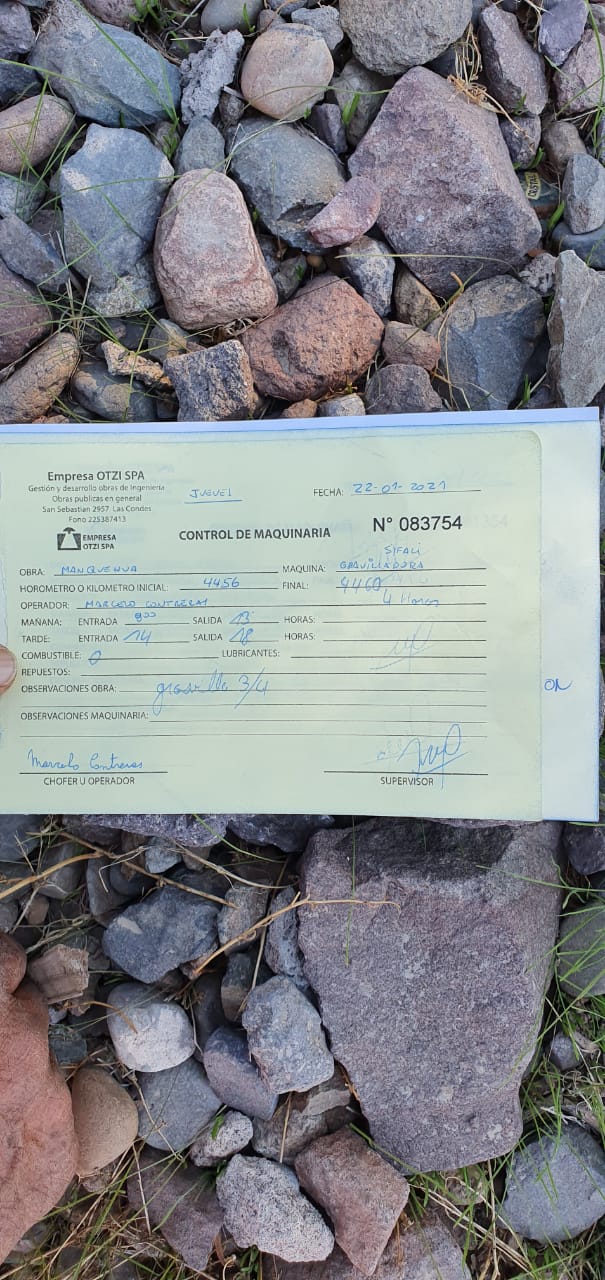 Empresa OTZI SPA
Gestión y desarrollo obras de Ingeniería
Obras publicas en general
San Sebastian 2957 Las Condes
Fono 225387413
EMPRESA
OTZI SPA
JUEVEI
FECHA: 22-01-2021
CONTROL DE MAQUINARIA
N° 083754
OBRA: MANQUEHUA MAQUINA: SIFALI GRAVILLADORA
HOROMETRO O KILOMETRO INICIAL: 4456 FINAL: 4460
OPERADOR: MARCELO CONTRERAS 4 Horas
MAÑANA: ENTRADA 800 SALIDA 13 HORAS:
TARDE: ENTRADA 14 SALIDA 18 HORAS:
COMBUSTIBLE: 0 LUBRICANTES:
REPUESTOS:
OBSERVACIONES OBRA: gravilla 3/4
ON
OBSERVACIONES MAQUINARIA:
Marcelo Contreras
CHOFER U OPERADOR SUPERVISOR